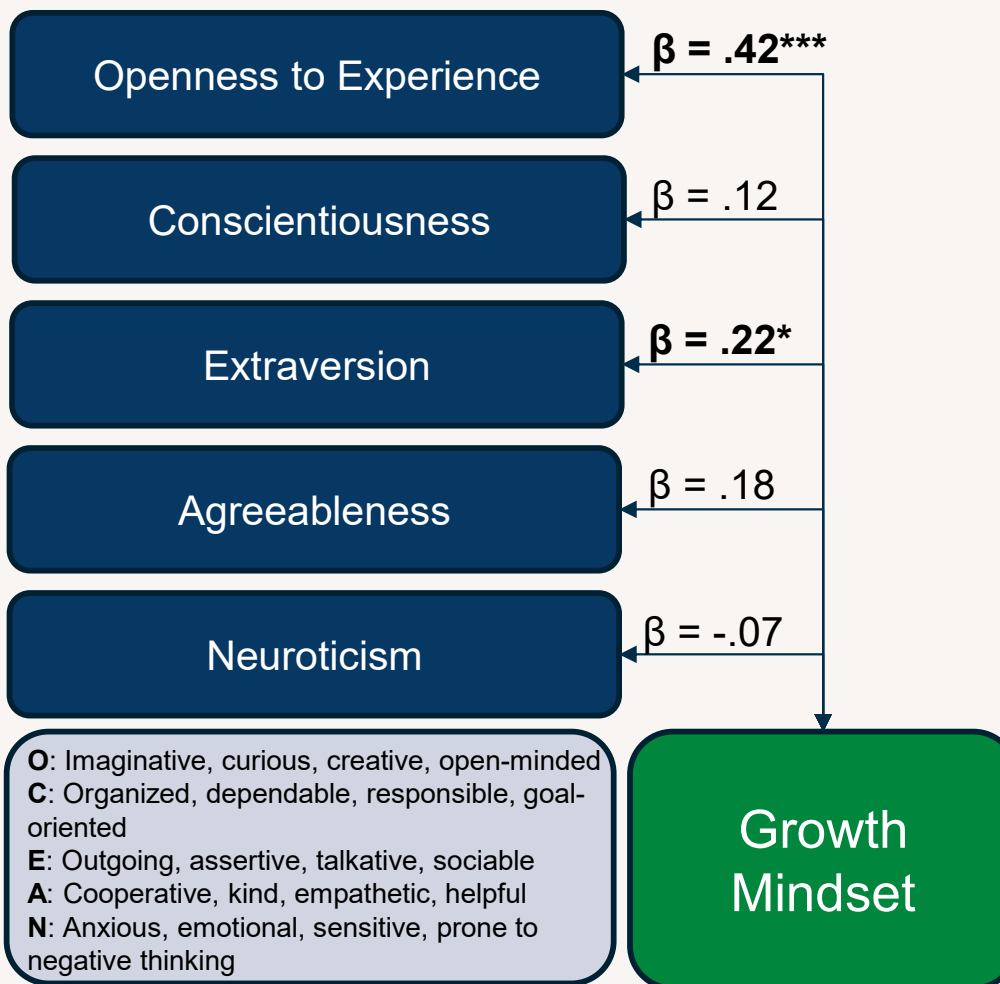 Openness to Experience
β = .42***
Conscientiousness
β = .12
Extraversion
β = .22*
Agreeableness
β = .18
Neuroticism
β = -.07
O: Imaginative, curious, creative, open-minded
C: Organized, dependable, responsible, goal-
oriented
E: Outgoing, assertive, talkative, sociable
A: Cooperative, kind, empathetic, helpful
N: Anxious, emotional, sensitive, prone to
negative thinking
Growth
Mindset